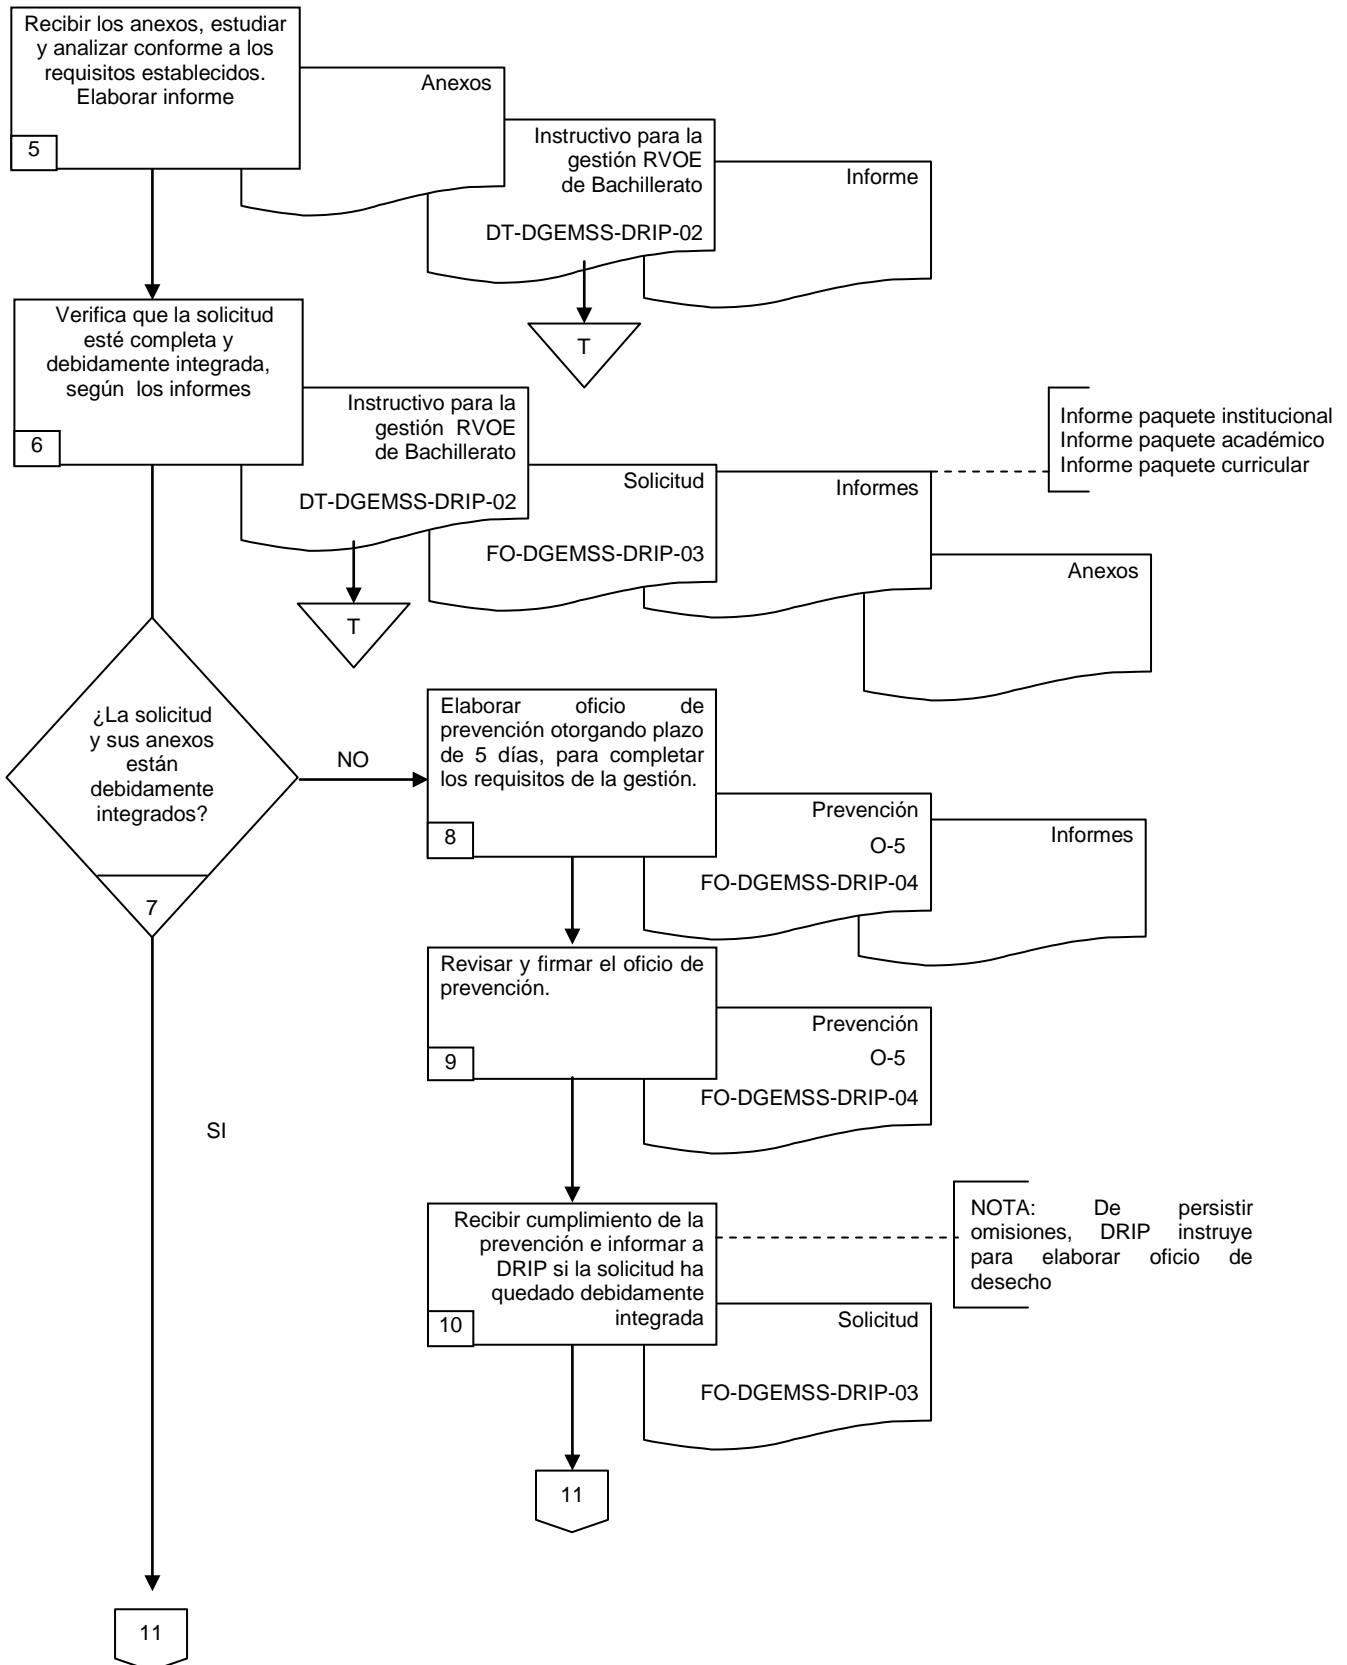 Recibir los anexos, estudiar
y analizar conforme a los
requisitos establecidos.
Elaborar informe
5
Anexos
Instructivo para la
gestión RVOE
de Bachillerato
DT-DGEMSS-DRIP-02
Informe
T
Verifica que la solicitud
esté completa y
debidamente integrada,
según los informes
6
Instructivo para la
gestión RVOE
de Bachillerato
DT-DGEMSS-DRIP-02
T
Solicitud
FO-DGEMSS-DRIP-03
Informes
Informe paquete institucional
Informe paquete académico
Informe paquete curricular
Anexos
¿La solicitud
y sus anexos
están
debidamente
integrados?
7
NO
Elaborar oficio de
prevención otorgando plazo
de 5 días, para completar
los requisitos de la gestión.
8
Prevención
O-5
FO-DGEMSS-DRIP-04
Informes
Revisar y firmar el oficio de
prevención.
9
Prevención
O-5
FO-DGEMSS-DRIP-04
SI
Recibir cumplimiento de la
prevención e informar a
DRIP si la solicitud ha
quedado debidamente
integrada
10
NOTA: De persistir
omisiones, DRIP instruye
para elaborar oficio de
desecho
Solicitud
FO-DGEMSS-DRIP-03
11
11